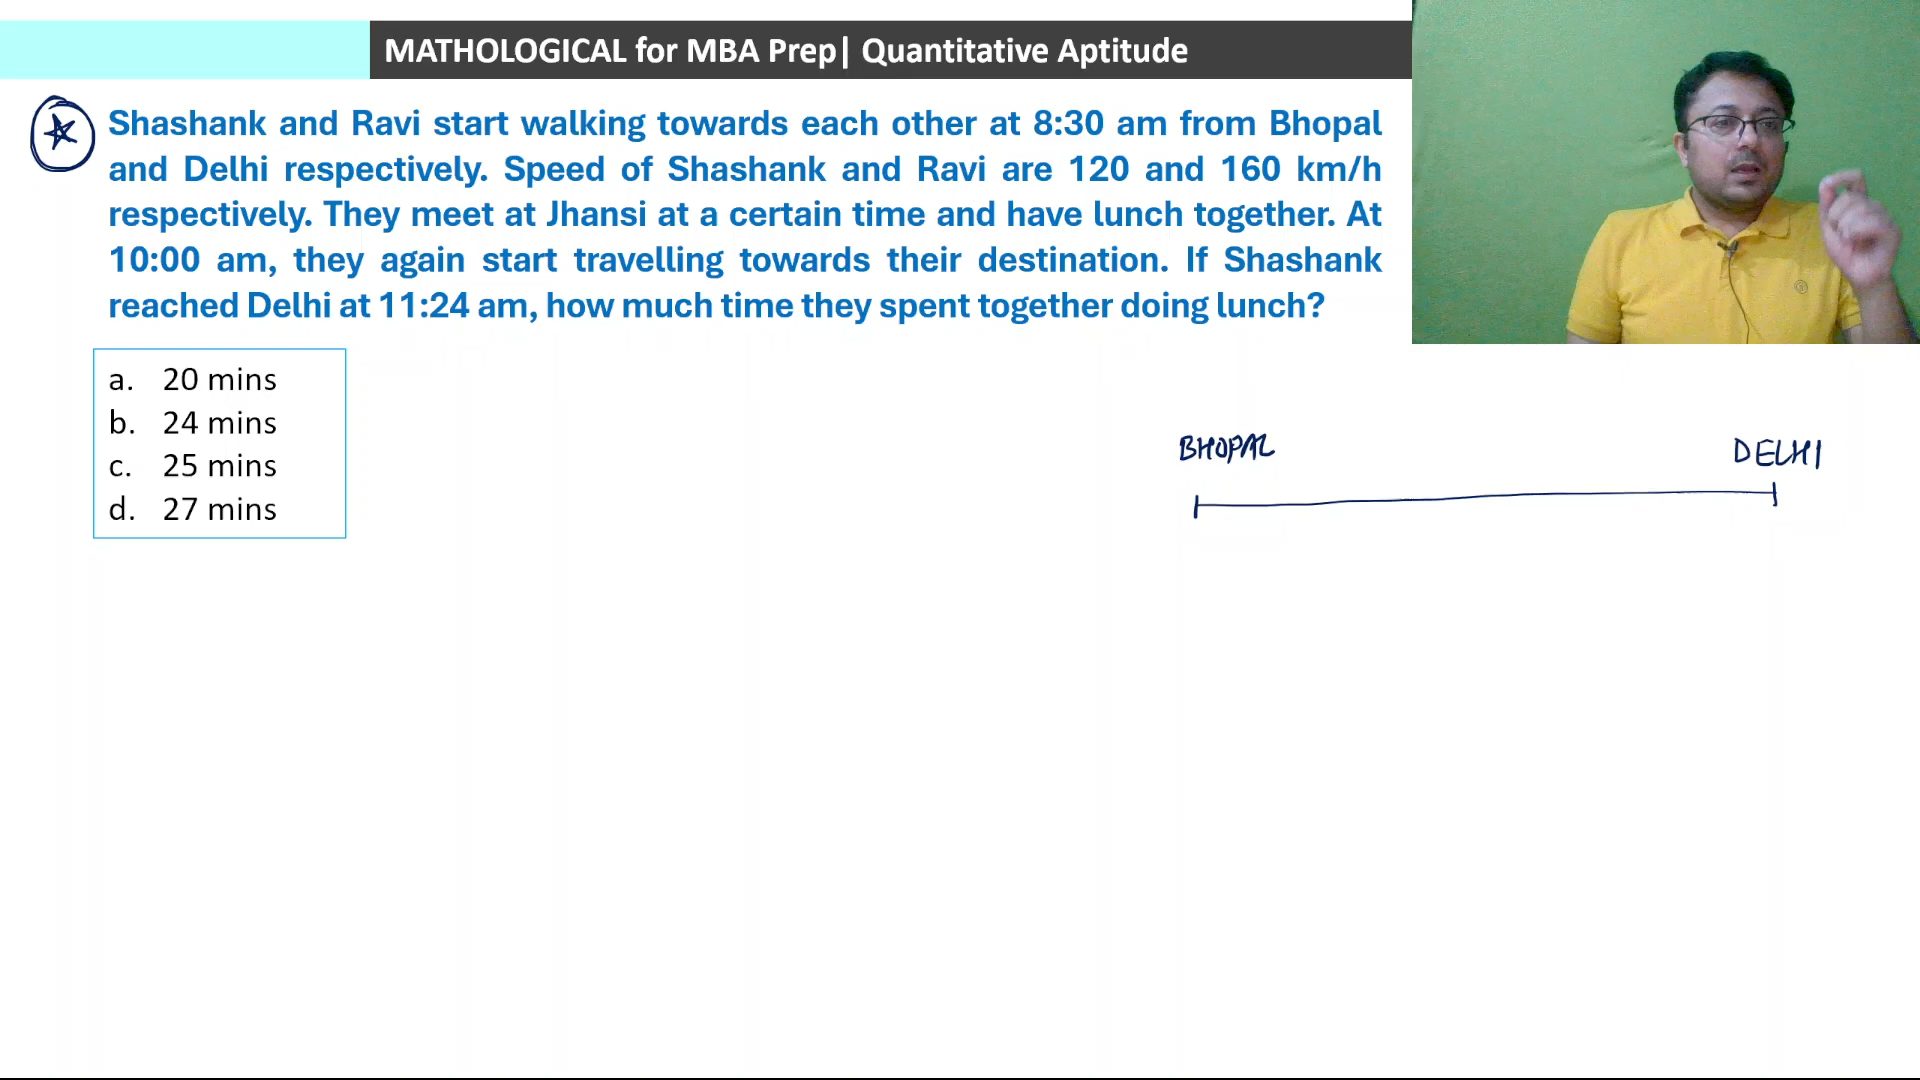 MATHOLOGICAL for MBA Prep| Quantitative Aptitude
Shashank and Ravi start walking towards each other at 8:30 am from Bhopal
and Delhi respectively. Speed of Shashank and Ravi are 120 and 160 km/h
respectively. They meet at Jhansi at a certain time and have lunch together. At
10:00 am, they again start travelling towards their destination. If Shashank
reached Delhi at 11:24 am, how much time they spent together doing lunch?
a. 20 mins
b. 24 mins
c. 25 mins
d. 27 mins
BHOPAL
DELHI